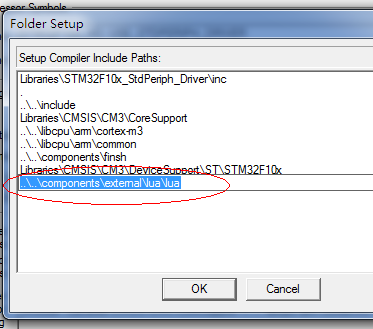 essor Symbols
Folder Setup
Setup Compiler Include Paths:
Libraries\STM32F10x_StdPeriph_Driver\inc
.
..\..\include
Libraries\CMSIS\CM3\CoreSupport
..\..\libcpu\arm\cortex-m3
..\..\libcpu\arm\common
..\..\components\finsh
Libraries\CMSIS\CM3\DeviceSupport\ST\STM32F10x
..\..\components\external\lua\lua
OK
Cancel